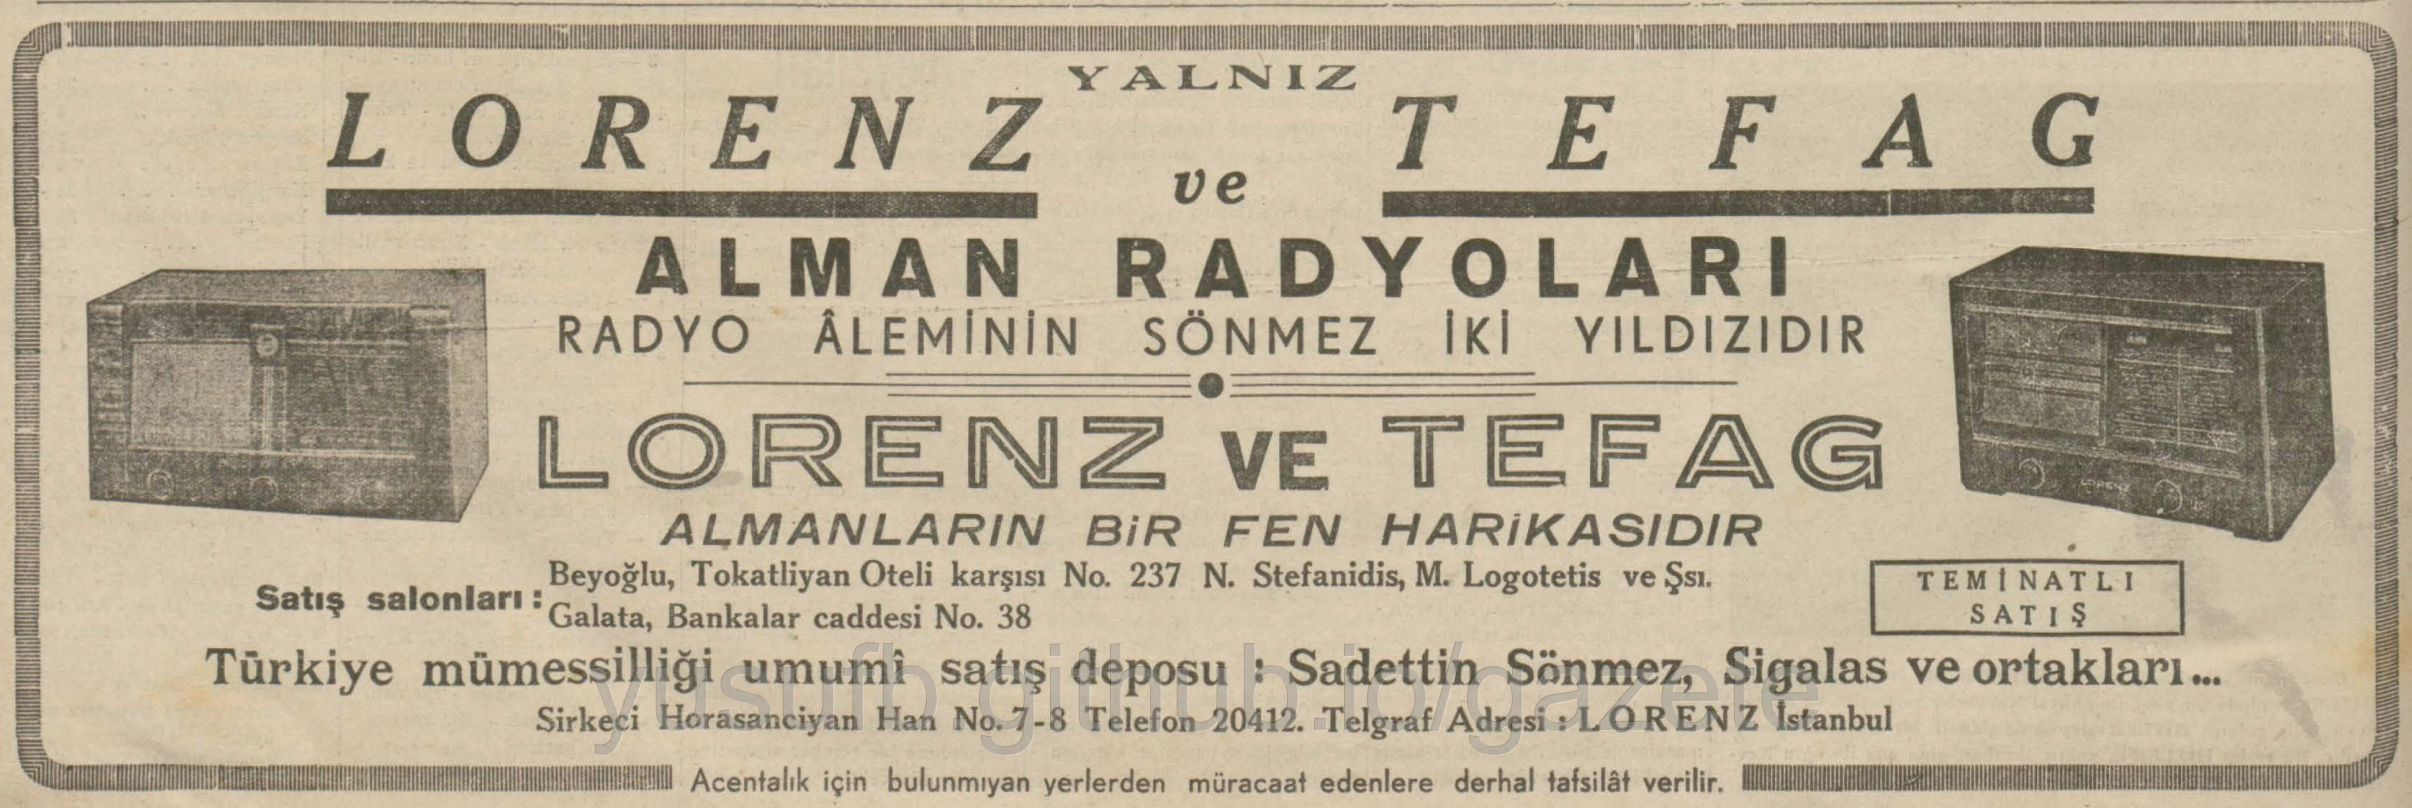 YALNIZ
LORENZ ve TEFAG
ALMAN RADYOLARI
RADYO ÂLEMİNİN SÖNMEZ İKİ YILDIZIDIR
LORENZ VE TEFAG
ALMANLARIN BiR FEN HARiKASIDIR
Satış salonları : Beyoğlu, Tokatliyan Oteli karşısı No. 237 N. Stefanidis, M. Logotetis ve Şsı.
Galata, Bankalar caddesi No. 38
TEMİNATLI
SATIŞ
Türkiye mümessilliği umumî satış deposu : Sadettin Sönmez, Sigalas ve ortakları...
Sirkeci Horasanciyan Han No. 7-8 Telefon 20412. Telgraf Adresi : LORENZ İstanbul
Acentalık için bulunmıyan yerlerden müracaat edenlere derhal tafsilât verilir.
LORENZ
yusufb.github.io/gazete